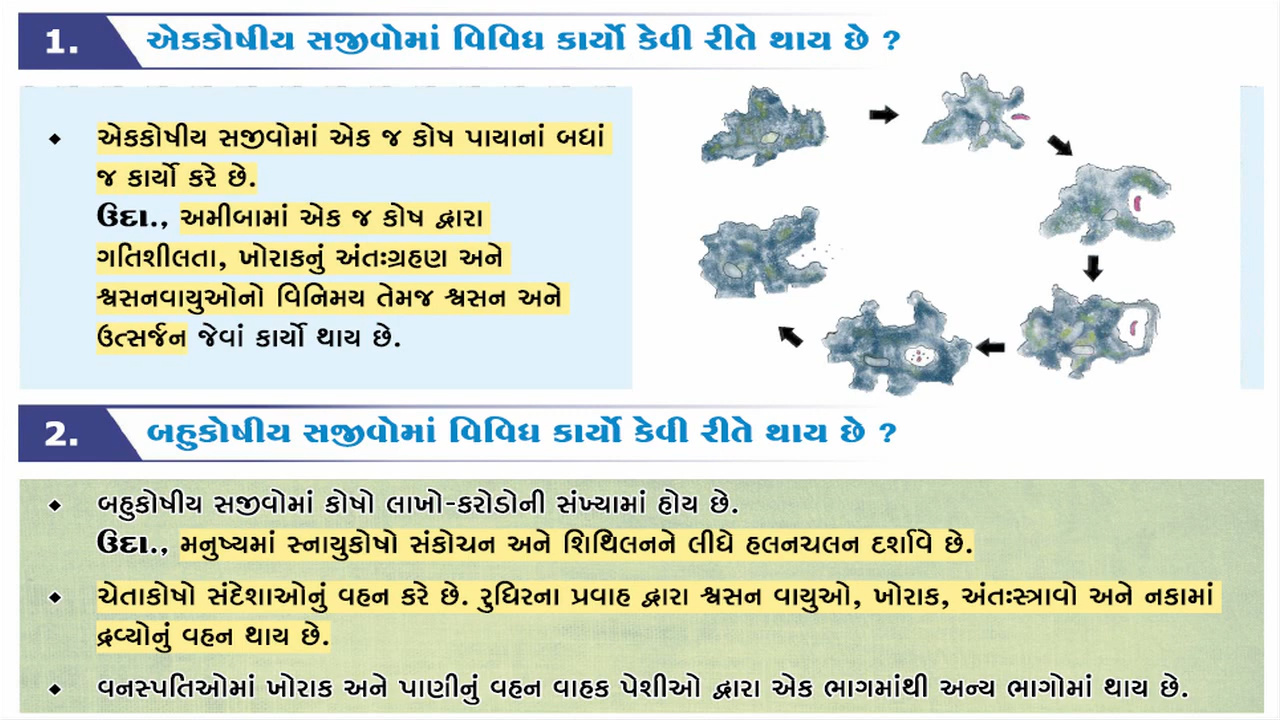 1. એકકોષીય સજીવોમાં વિવિધ કાર્યો કેવી રીતે થાય છે ?
◆ એકકોષીય સજીવોમાં એક જ કોષ પાયાનાં બધાં
જ કાર્યો કરે છે.
ઉદા., અમીબામાં એક જ કોષ દ્વારા
ગતિશીલતા, ખોરાકનું અંતઃગ્રહણ અને
શ્વસનવાયુઓનો વિનિમય તેમજ શ્વસન અને
ઉત્સર્જન જેવાં કાર્યો થાય છે.
2. બહુકોષીય સજીવોમાં વિવિધ કાર્યો કેવી રીતે થાય છે ?
◆ બહુકોષીય સજીવોમાં કોષો લાખો-કરોડોની સંખ્યામાં હોય છે.
ઉદા., મનુષ્યમાં સ્નાયુકોષો સંકોચન અને શિથિલનને લીધે હલનચલન દર્શાવે છે.
◆ ચેતાકોષો સંદેશાઓનું વહન કરે છે. રુધિરના પ્રવાહ દ્વારા શ્વસન વાયુઓ, ખોરાક, અંતઃસ્ત્રાવો અને નકામાં
દ્રવ્યોનું વહન થાય છે.
◆ વનસ્પતિઓમાં ખોરાક અને પાણીનું વહન વાહક પેશીઓ દ્વારા એક ભાગમાંથી અન્ય ભાગોમાં થાય છે.